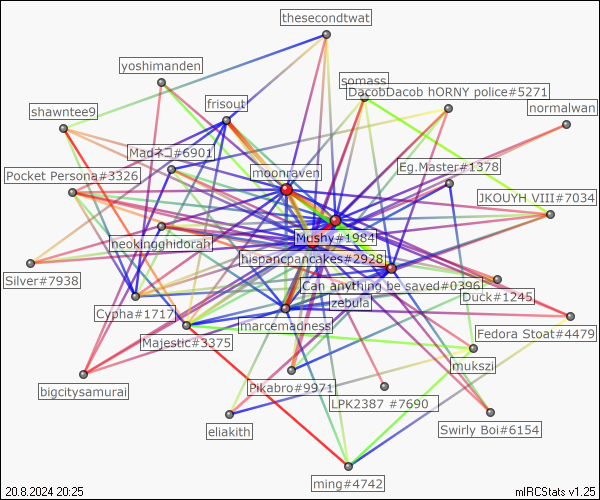 thesecondtwat
yoshimanden
somass
DacobDacob hORNY police#5271
frisout
shawntee9
normalwan
Madネコ#6901
Eg.Master#1378
moonraven
Pocket Persona#3326
JKOUYH_VIII#7034
Mushy#1984
neokingghidorah
hispancpancakes#2928
Silver#7938
Can anything be saved#0396
Duck#1245
zebula
Cypha#1717
marcemadness
Fedora Stoat#4479
Majestic#3375
mukszi
Pikabro#9971
bigcitysamurai
LPK2387 #7690
eliakith
Swirly Boi#6154
ming#4742
20.8.2024 20:25
mIRCStats v1.25